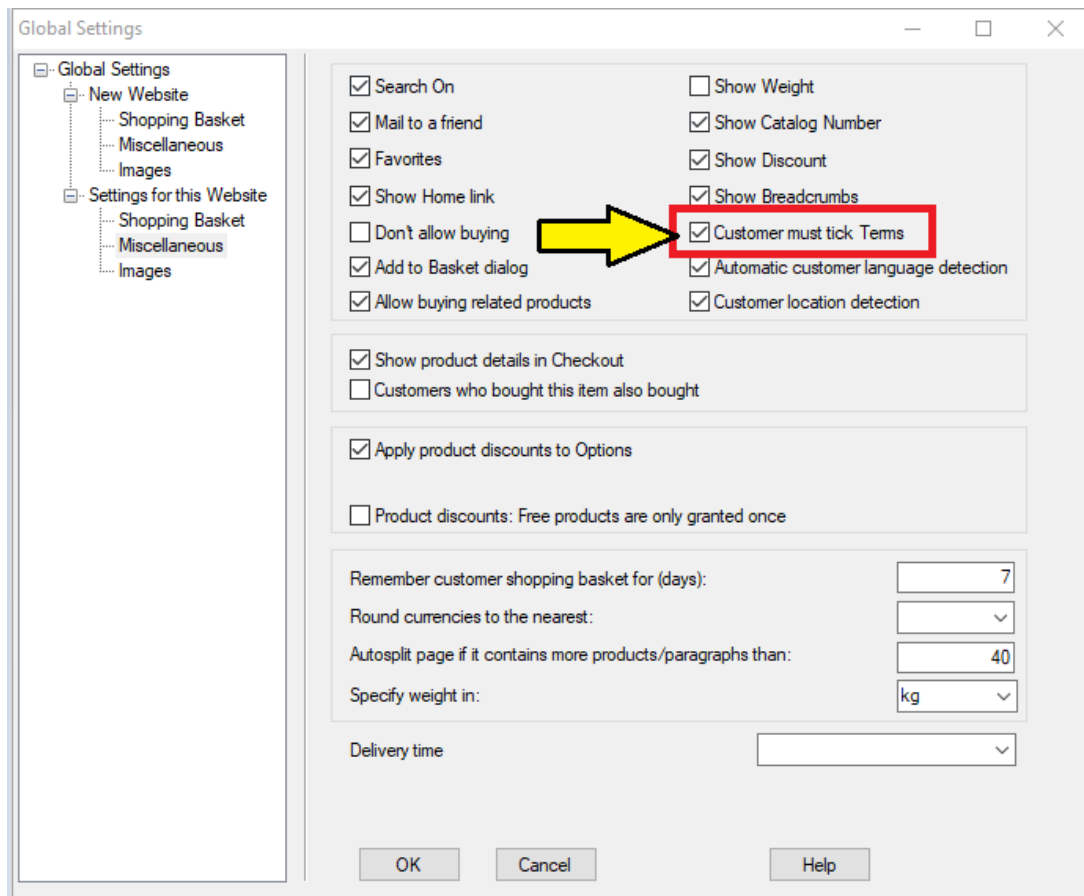 Global Settings
Global Settings
New Website
Shopping Basket
Miscellaneous
Images
Settings for this Website
Shopping Basket
Miscellaneous
Images
Search On
Mail to a friend
Favorites
Show Home link
Don't allow buying
Add to Basket dialog
Allow buying related products
Show Weight
Show Catalog Number
Show Discount
Show Breadcrumbs
Customer must tick Terms
Automatic customer language detection
Customer location detection
Show product details in Checkout
Customers who bought this item also bought
Apply product discounts to Options
Product discounts: Free products are only granted once
Remember customer shopping basket for (days): 7
Round currencies to the nearest:
Autosplit page if it contains more products/paragraphs than: 40
Specify weight in: kg
Delivery time
OK Cancel Help